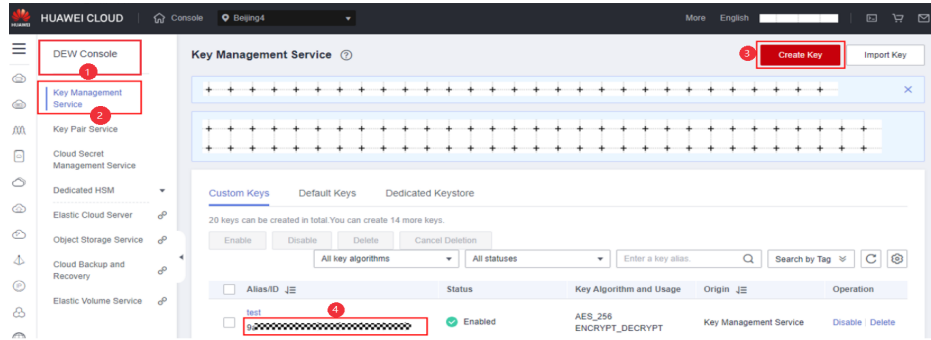 HUAWEI
HUAWEI CLOUD
Console
Beijing4
More
English
DEW Console
1
Key Management
Service
2
Key Pair Service
Cloud Secret
Management Service
Dedicated HSM
Elastic Cloud Server
Object Storage Service
Cloud Backup and
Recovery
Elastic Volume Service
Key Management Service ?
3
Create Key
Import Key
Custom Keys
Default Keys
Dedicated Keystore
20 keys can be created in total.You can create 14 more keys.
Enable
Disable
Delete
Cancel Deletion
All key algorithms
All statuses
Enter a key alias.
Search by Tag
Alias/ID
Status
Key Algorithm and Usage
Origin
Operation
test
4
Enabled
AES_256
ENCRYPT_DECRYPT
Key Management Service
Disable
Delete